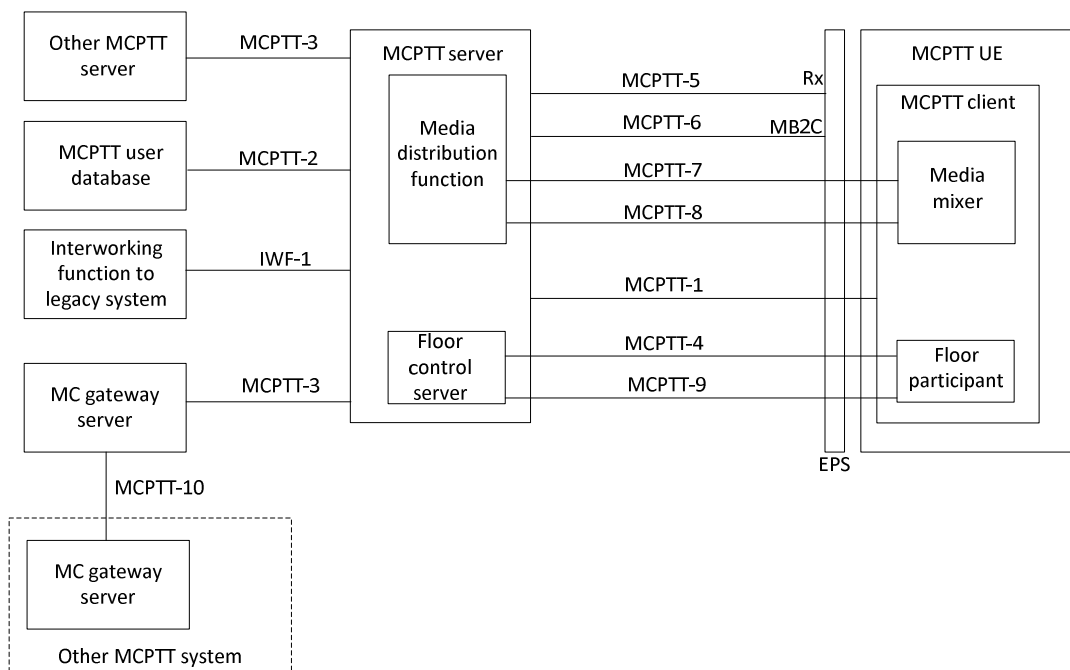 Other MCPTT
server
MCPTT-3
MCPTT user
database
MCPTT-2
Interworking
function to
legacy system
IWF-1
MC gateway
server
MCPTT-3
MCPTT-10
MC gateway
server
Other MCPTT system
MCPTT server
Media
distribution
function
Floor
control
server
MCPTT-5
Rx
MCPTT-6
MB2C
MCPTT-7
MCPTT-8
MCPTT-1
MCPTT-4
MCPTT-9
EPS
MCPTT UE
MCPTT client
Media
mixer
Floor
participant